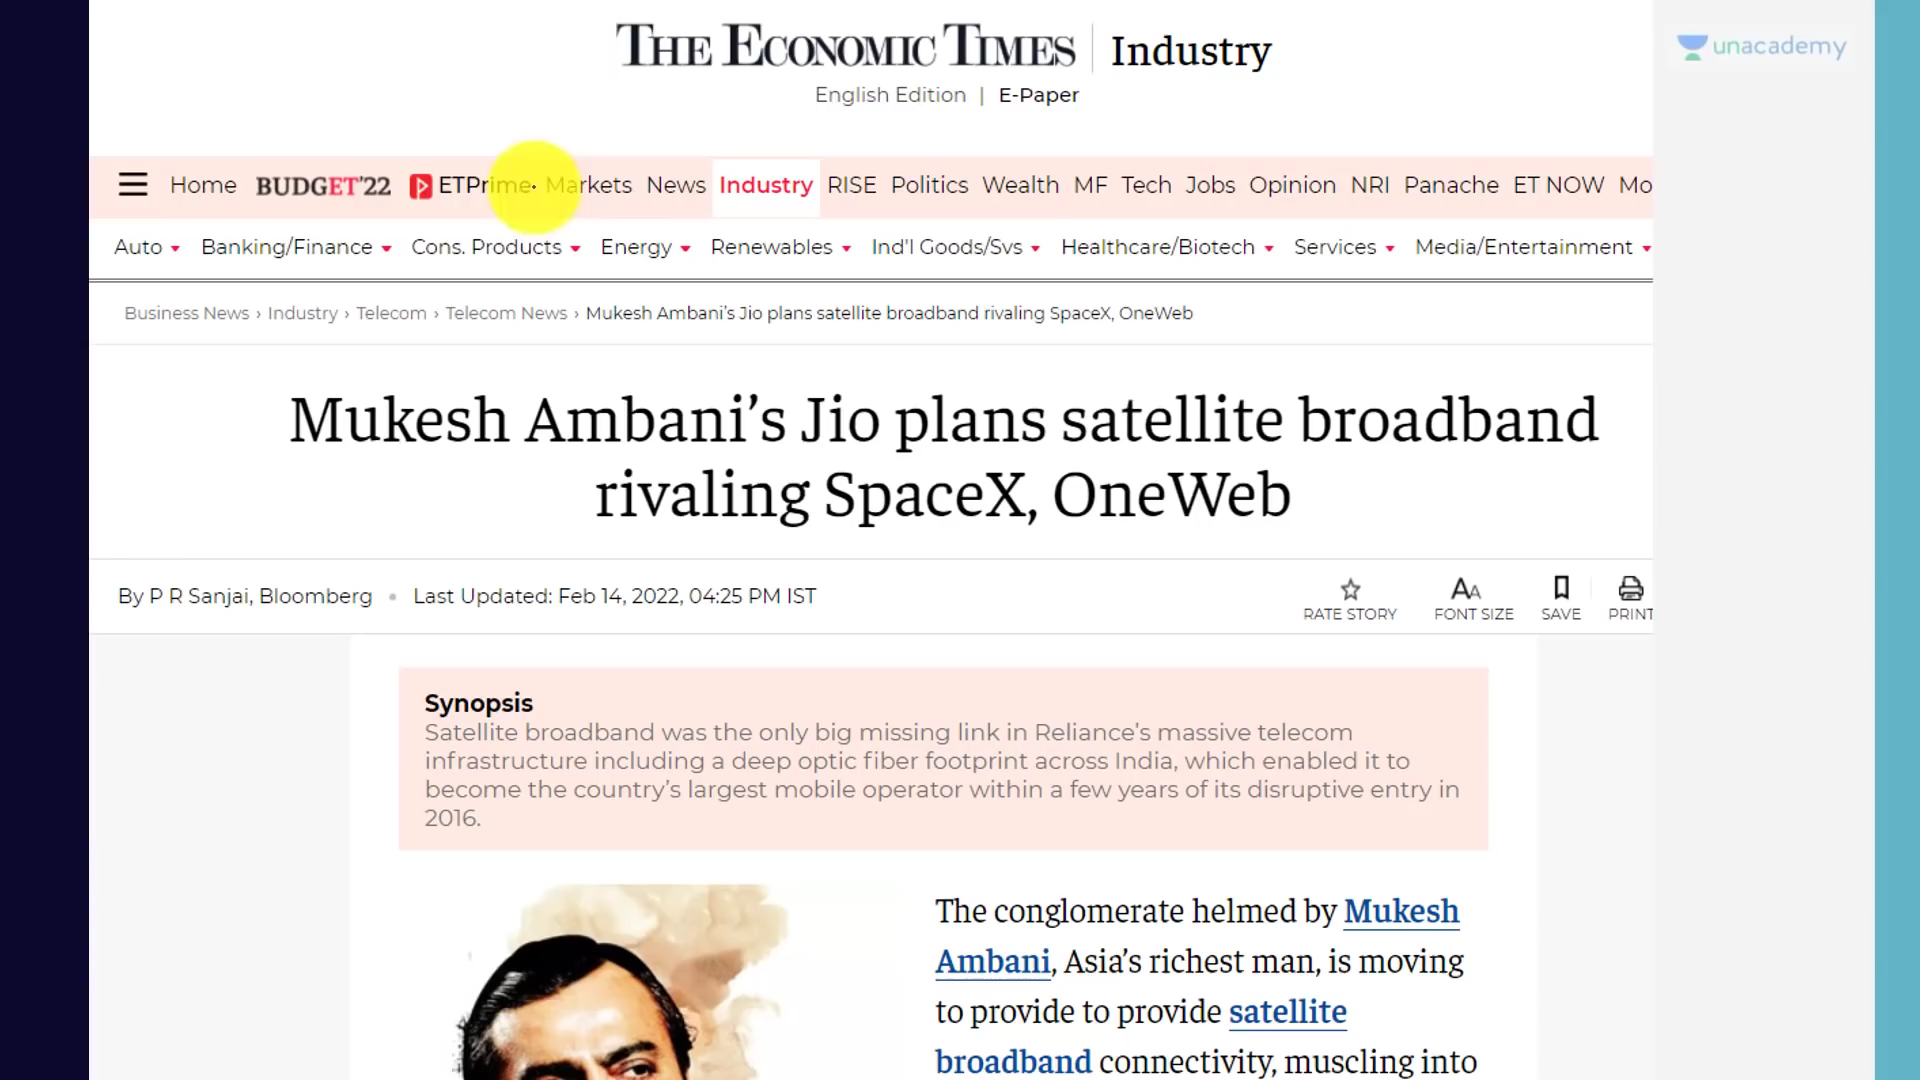 THE ECONOMIC TIMES | Industry
unacademy
English Edition | E-Paper
Home BUDGET'22 ETPrime Markets News Industry RISE Politics Wealth MF Tech Jobs Opinion NRI Panache ET NOW Mo
Auto Banking/Finance Cons. Products Energy Renewables Ind'l Goods/Svs Healthcare/Biotech Services Media/Entertainment
Business News › Industry › Telecom › Telecom News › Mukesh Ambani's Jio plans satellite broadband rivaling SpaceX, OneWeb
Mukesh Ambani’s Jio plans satellite broadband
rivaling SpaceX, OneWeb
By P R Sanjai, Bloomberg • Last Updated: Feb 14, 2022, 04:25 PM IST
RATE STORY FONT SIZE SAVE PRINT
Synopsis
Satellite broadband was the only big missing link in Reliance’s massive telecom
infrastructure including a deep optic fiber footprint across India, which enabled it to
become the country’s largest mobile operator within a few years of its disruptive entry in
2016.
The conglomerate helmed by Mukesh
Ambani, Asia’s richest man, is moving
to provide to provide satellite
broadband connectivity, muscling into